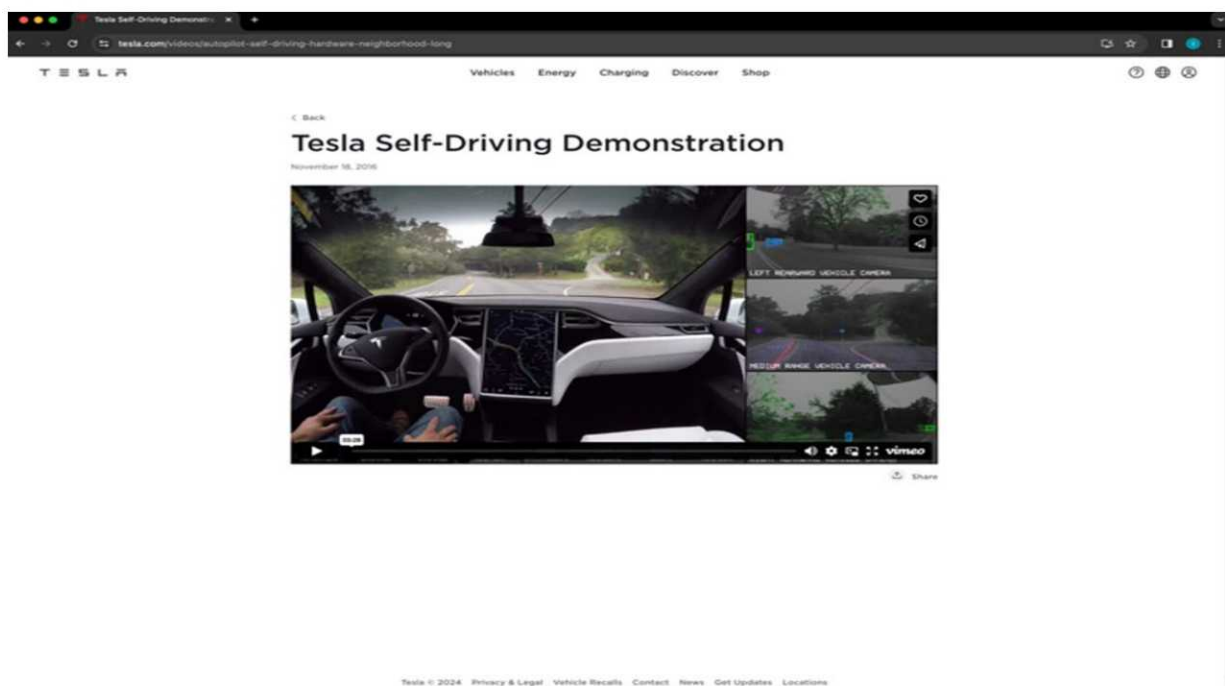 Tesla Self-Driving Demonstra
tesla.com/videos/autopilot-self-driving-hardware-neighborhood-long
TESLA
Vehicles Energy Charging Discover Shop
< Back
Tesla Self-Driving Demonstration
November 18, 2016
LEFT REARWARD VEHICLE CAMERA
MEDIUM RANGE VEHICLE CAMERA
vimeo
Share
Tesla © 2024 Privacy & Legal Vehicle Recalls Contact News Get Updates Locations